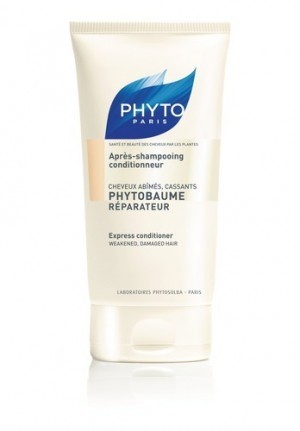 PHYTO
PARIS
SANTÉ ET BEAUTÉ DES CHEVEUX PAR LES PLANTES
Après-shampooing
conditionneur
CHEVEUX ABÎMÉS, CASSANTS
PHYTOBAUME
RÉPARATEUR
Express conditioner
WEAKENED, DAMAGED HAIR
LABORATOIRES PHYTOSOLBA - PARIS